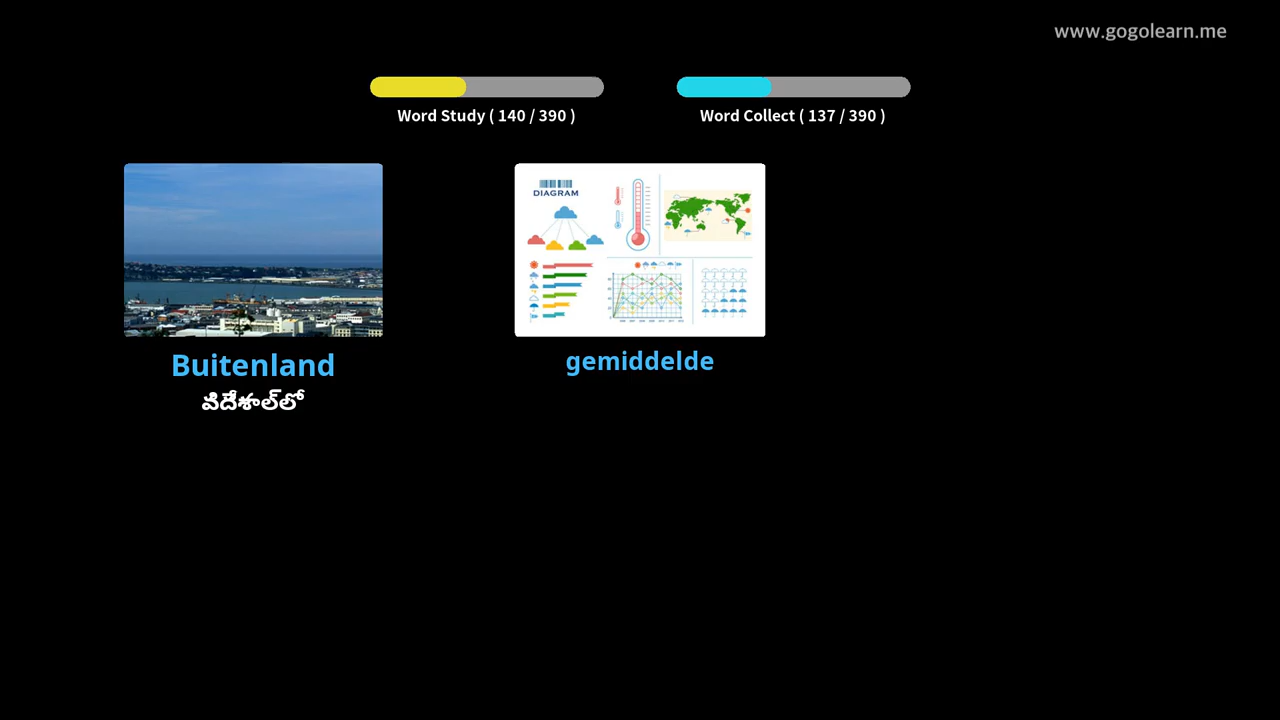 www.gogolearn.me
Word Study ( 140 / 390 )
Word Collect ( 137 / 390 )
DIAGRAM
Buitenland
gemiddelde
విదేశాల్‌లో